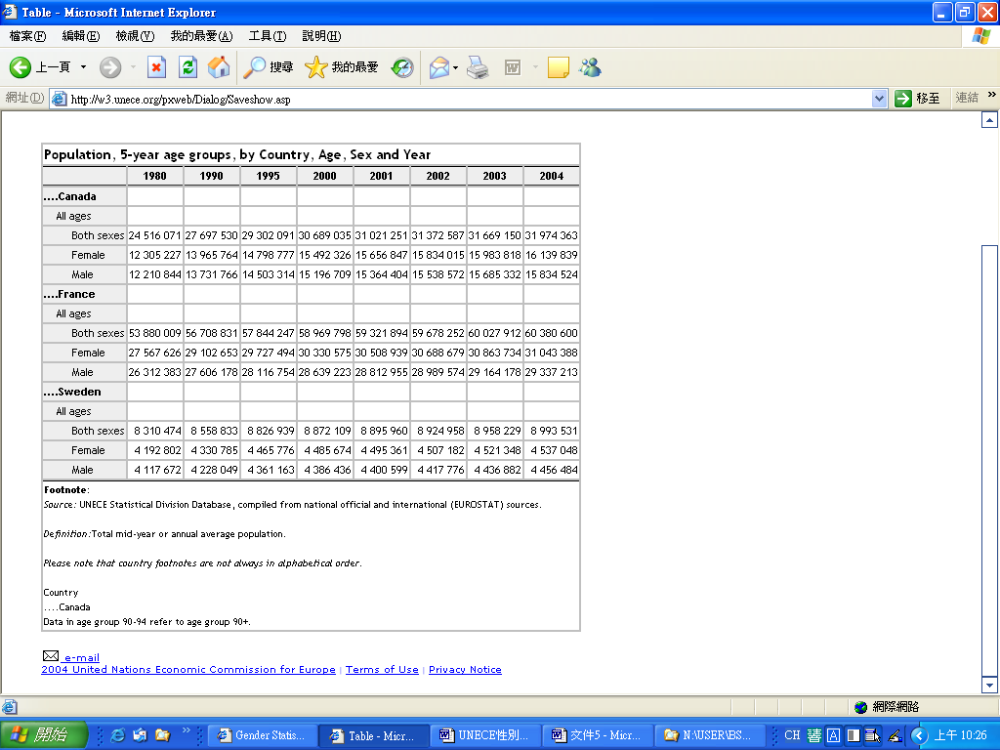 Table - Microsoft Internet Explorer
檔案(F) 編輯(E) 檢視(V) 我的最愛(A) 工具(T) 說明(H)
上一頁 搜尋 我的最愛
網址(D) http://w3.unece.org/pxweb/Dialog/Saveshow.asp 移至 連結 »
Population, 5-year age groups, by Country, Age, Sex and Year
1980 1990 1995 2000 2001 2002 2003 2004
....Canada
All ages
Both sexes 24 516 071 27 697 530 29 302 091 30 689 035 31 021 251 31 372 587 31 669 150 31 974 363
Female 12 305 227 13 965 764 14 798 777 15 492 326 15 656 847 15 834 015 15 983 818 16 139 839
Male 12 210 844 13 731 766 14 503 314 15 196 709 15 364 404 15 538 572 15 685 332 15 834 524
....France
All ages
Both sexes 53 880 009 56 708 831 57 844 247 58 969 798 59 321 894 59 678 252 60 027 912 60 380 600
Female 27 567 626 29 102 653 29 727 494 30 330 575 30 508 939 30 688 679 30 863 734 31 043 388
Male 26 312 383 27 606 178 28 116 754 28 639 223 28 812 955 28 989 574 29 164 178 29 337 213
....Sweden
All ages
Both sexes 8 310 474 8 558 833 8 826 939 8 872 109 8 895 960 8 924 958 8 958 229 8 993 531
Female 4 192 802 4 330 785 4 465 776 4 485 674 4 495 361 4 507 182 4 521 348 4 537 048
Male 4 117 672 4 228 049 4 361 163 4 386 436 4 400 599 4 417 776 4 436 882 4 456 484
Footnote:
Source: UNECE Statistical Division Database, compiled from national official and international (EUROSTAT) sources.
Definition:Total mid-year or annual average population.
Please note that country footnotes are not always in alphabetical order.
Country
....Canada
Data in age group 90-94 refer to age group 90+.
e-mail
2004 United Nations Economic Commission for Europe | Terms of Use | Privacy Notice
網際網路
開始 » Gender Statis... Table - Micr... UNECE性別... 文件5 - Micr... N:\USER\BS... CH A 上午 10:26